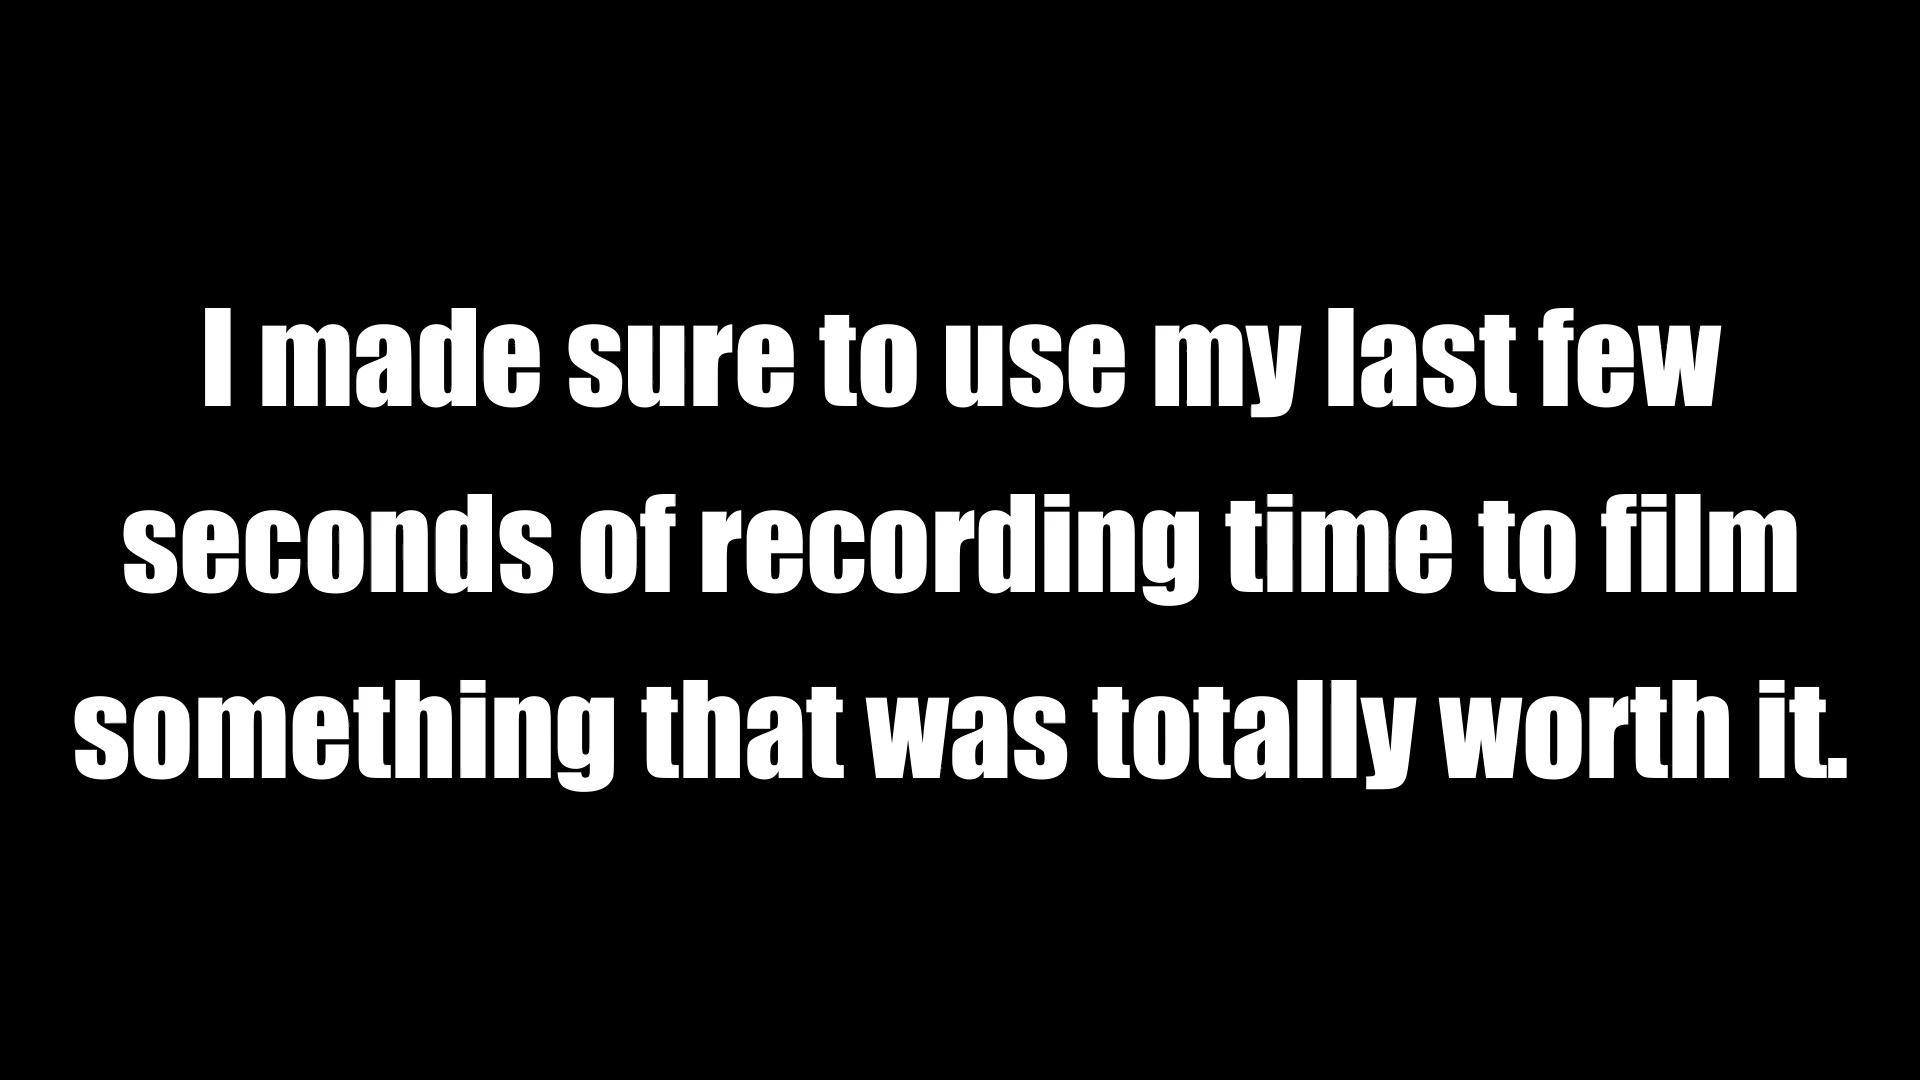 I made sure to use my last few
seconds of recording time to film
something that was totally worth it.